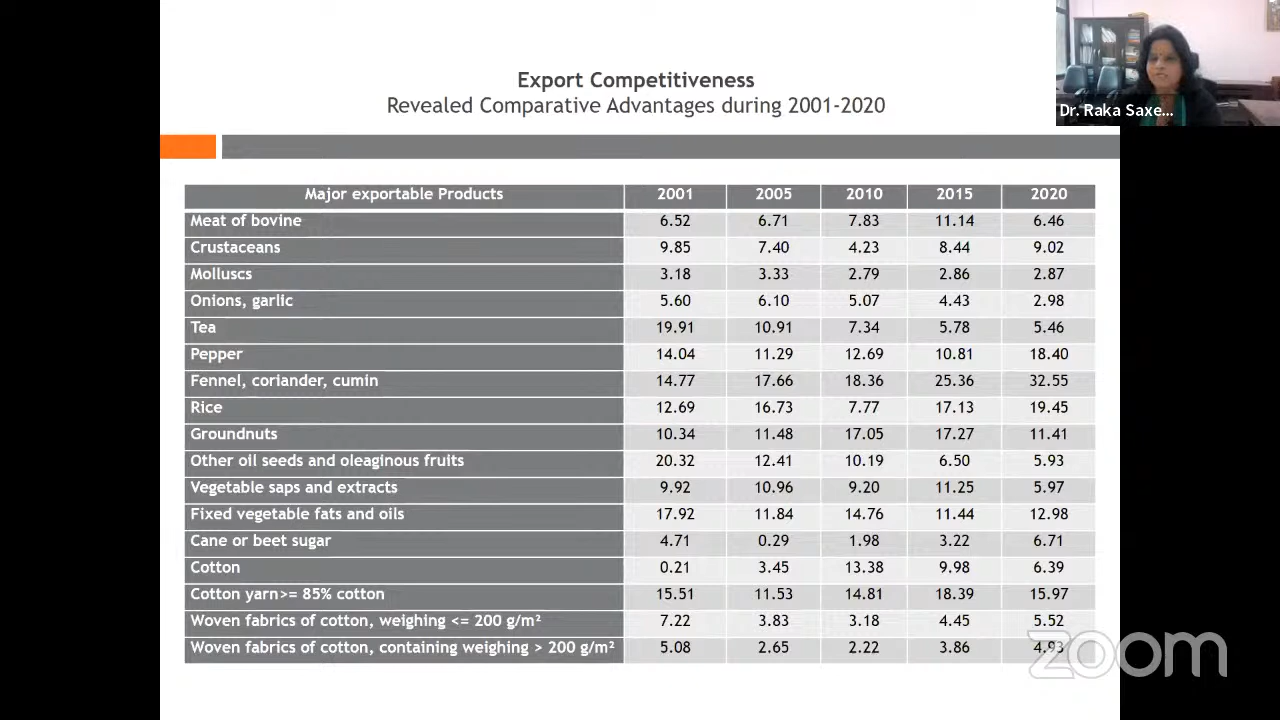 Export Competitiveness
Revealed Comparative Advantages during 2001-2020
Dr. Raka Saxe...
Major exportable Products 2001 2005 2010 2015 2020
Meat of bovine 6.52 6.71 7.83 11.14 6.46
Crustaceans 9.85 7.40 4.23 8.44 9.02
Molluscs 3.18 3.33 2.79 2.86 2.87
Onions, garlic 5.60 6.10 5.07 4.43 2.98
Tea 19.91 10.91 7.34 5.78 5.46
Pepper 14.04 11.29 12.69 10.81 18.40
Fennel, coriander, cumin 14.77 17.66 18.36 25.36 32.55
Rice 12.69 16.73 7.77 17.13 19.45
Groundnuts 10.34 11.48 17.05 17.27 11.41
Other oil seeds and oleaginous fruits 20.32 12.41 10.19 6.50 5.93
Vegetable saps and extracts 9.92 10.96 9.20 11.25 5.97
Fixed vegetable fats and oils 17.92 11.84 14.76 11.44 12.98
Cane or beet sugar 4.71 0.29 1.98 3.22 6.71
Cotton 0.21 3.45 13.38 9.98 6.39
Cotton yarn>= 85% cotton 15.51 11.53 14.81 18.39 15.97
Woven fabrics of cotton, weighing <= 200 g/m² 7.22 3.83 3.18 4.45 5.52
Woven fabrics of cotton, containing weighing > 200 g/m² 5.08 2.65 2.22 3.86 4.93
zoom